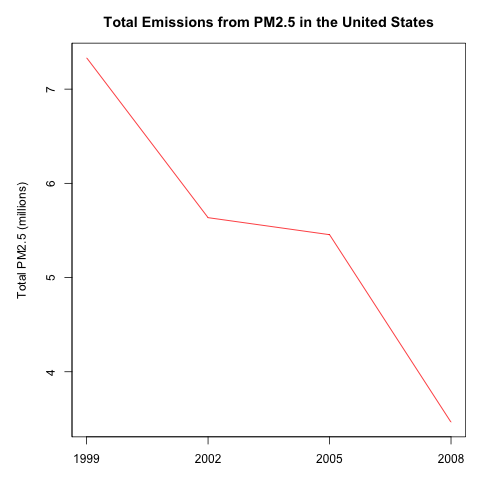 Total Emissions from PM2.5 in the United States
Total PM2.5 (millions)
7
6
5
4
1999 2002 2005 2008